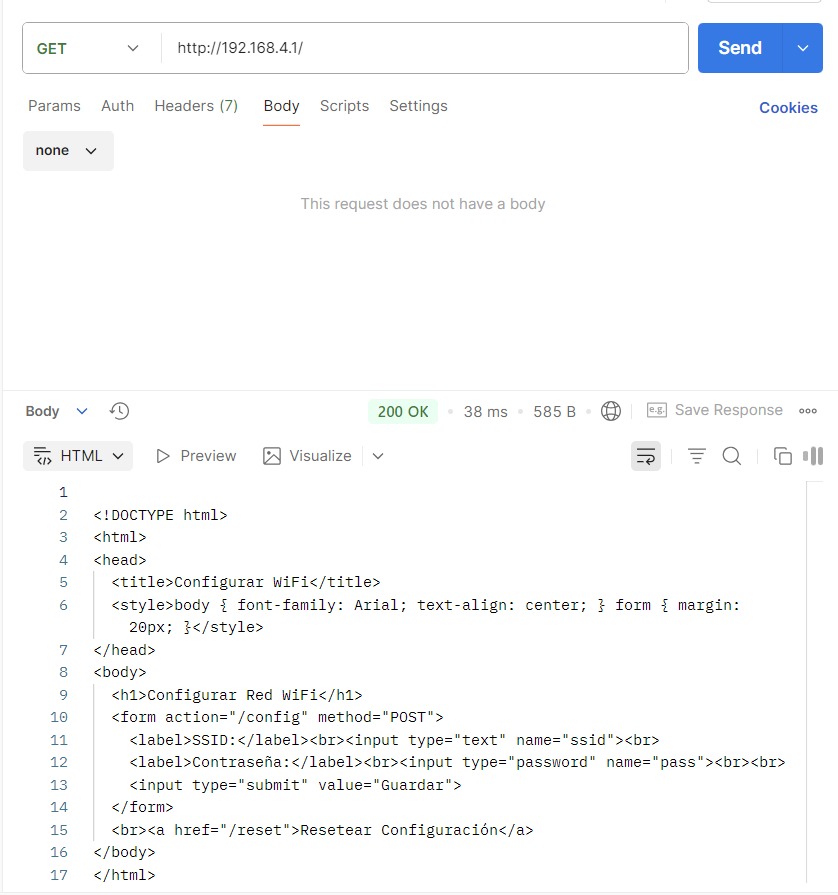 GET http://192.168.4.1/ Send
Params Auth Headers (7) Body Scripts Settings Cookies
none
This request does not have a body
Body 200 OK 38 ms 585 B e.g. Save Response
HTML Preview Visualize
1
2 <!DOCTYPE html>
3 <html>
4 <head>
5 <title>Configurar WiFi</title>
6 <style>body { font-family: Arial; text-align: center; } form { margin:
20px; }</style>
7 </head>
8 <body>
9 <h1>Configurar Red WiFi</h1>
10 <form action="/config" method="POST">
11 <label>SSID:</label><br><input type="text" name="ssid"><br>
12 <label>Contraseña:</label><br><input type="password" name="pass"><br><br>
13 <input type="submit" value="Guardar">
14 </form>
15 <br><a href="/reset">Resetear Configuración</a>
16 </body>
17 </html>